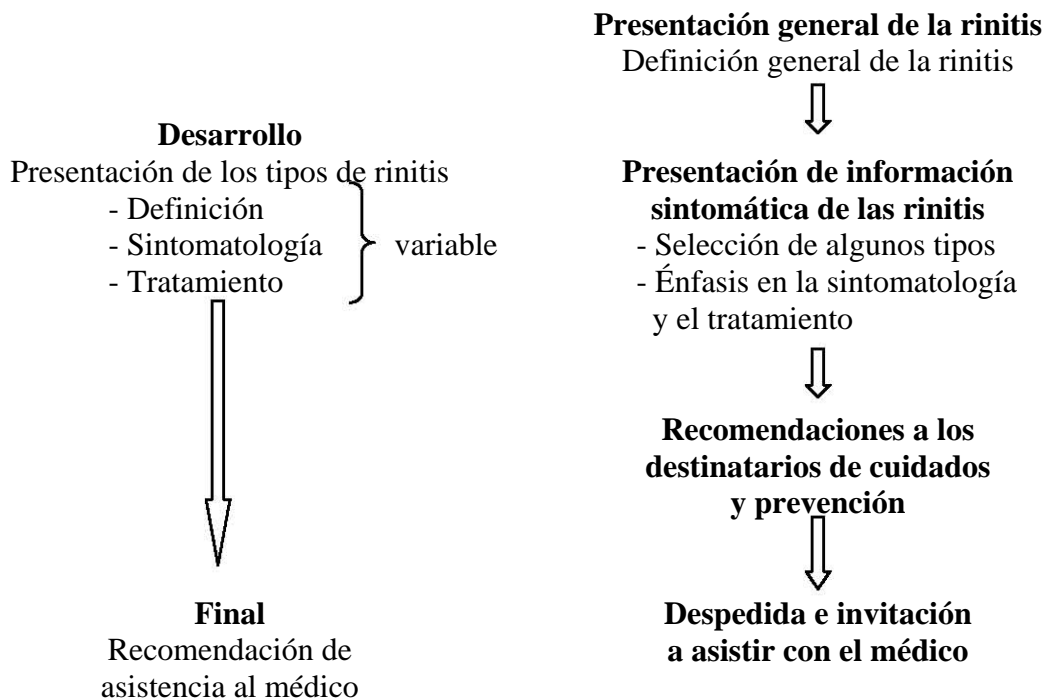 Desarrollo
Presentación de los tipos de rinitis
- Definición
- Sintomatología
- Tratamiento
variable
Final
Recomendación de
asistencia al médico
Presentación general de la rinitis
Definición general de la rinitis
Presentación de información
sintomática de las rinitis
- Selección de algunos tipos
- Énfasis en la sintomatología
y el tratamiento
Recomendaciones a los
destinatarios de cuidados
y prevención
Despedida e invitación
a asistir con el médico